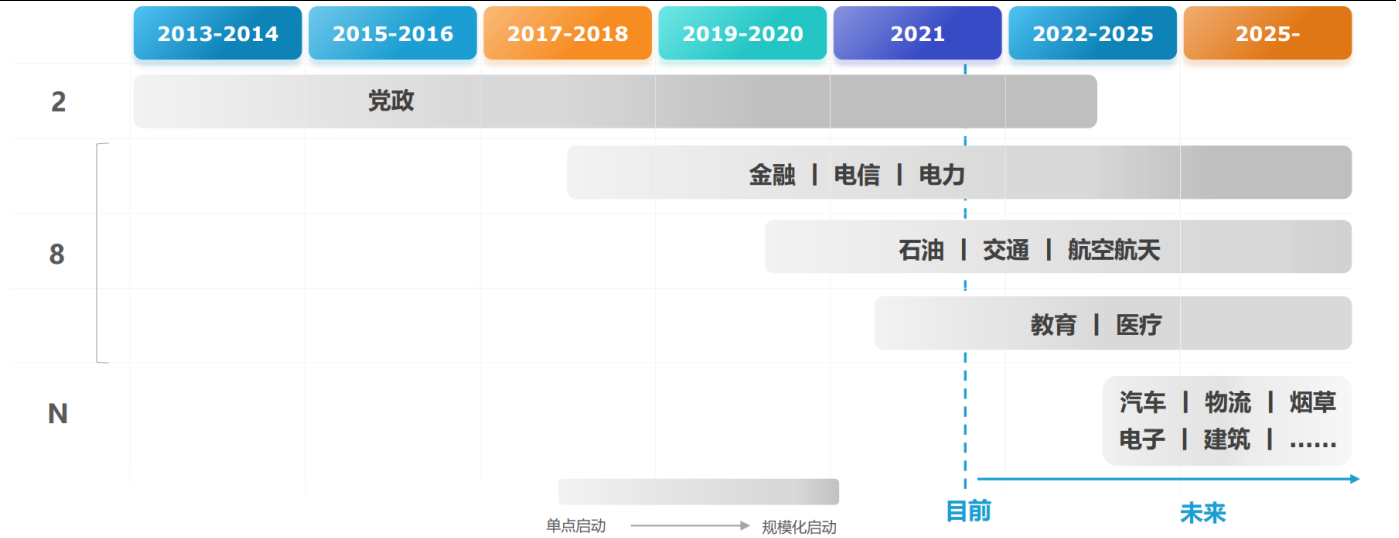 2013-2014 2015-2016 2017-2018 2019-2020 2021 2022-2025 2025-
2 党政
金融 | 电信 | 电力
8 石油 | 交通 | 航空航天
教育 | 医疗
N 汽车 | 物流 | 烟草
电子 | 建筑 | ......
目前 未来
单点启动 规模化启动